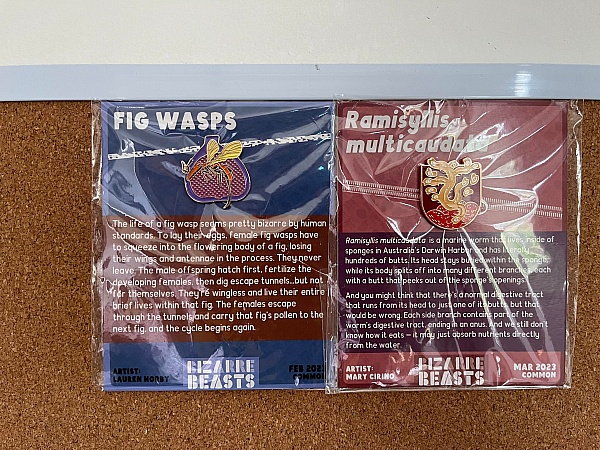 FIG WASPS
The life of a fig wasp seems pretty bizarre by human
standards. To lay their eggs, female fig wasps have
to squeeze into the flowering body of a fig, losing
their wings and antennae in the process. They never
leave. The male offspring hatch first, fertilize the
developing females, then dig escape tunnels...but not
for themselves. They're wingless and live their entire
brief lives within that fig. The females escape
through the tunnels and carry that fig's pollen to the
next fig, and the cycle begins again.
ARTIST:
LAUREN NORBY
BIZARRE
BEASTS
FEB 2023
COMMON
Ramisyllis
multicaudata
Ramisyllis multicaudata is a marine worm that lives inside of
sponges in Australia's Darwin Harbor and has literally
hundreds of butts. Its head stays buried within the sponge,
while its body splits off into many different branches, each
with a butt that peeks out of the sponge's openings.
And you might think that there's a normal digestive tract
that runs from its head to just one of its butts, but that
would be wrong. Each side branch contains part of the
worm's digestive tract, ending in an anus. And we still don't
know how it eats – it may just absorb nutrients directly
from the water.
ARTIST:
MARY CIRINO
BIZARRE
BEASTS
MAR 2023
COMMON